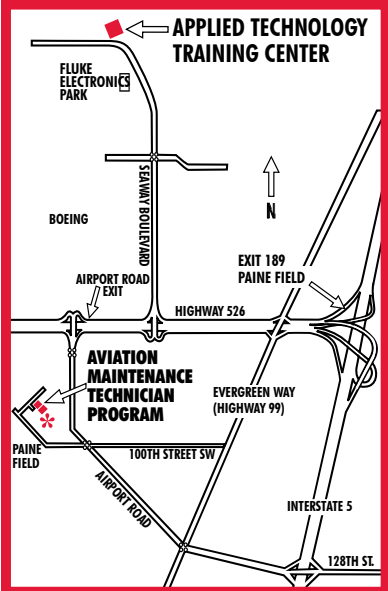 APPLIED TECHNOLOGY
TRAINING CENTER
FLUKE
ELECTRONICS
PARK
SEAWAY BOULEVARD
N
BOEING
EXIT 189
PAINE FIELD
AIRPORT ROAD
EXIT
HIGHWAY 526
AVIATION
MAINTENANCE
TECHNICIAN
PROGRAM
EVERGREEN WAY
(HIGHWAY 99)
PAINE
FIELD
100TH STREET SW
AIRPORT ROAD
INTERSTATE 5
128TH ST.